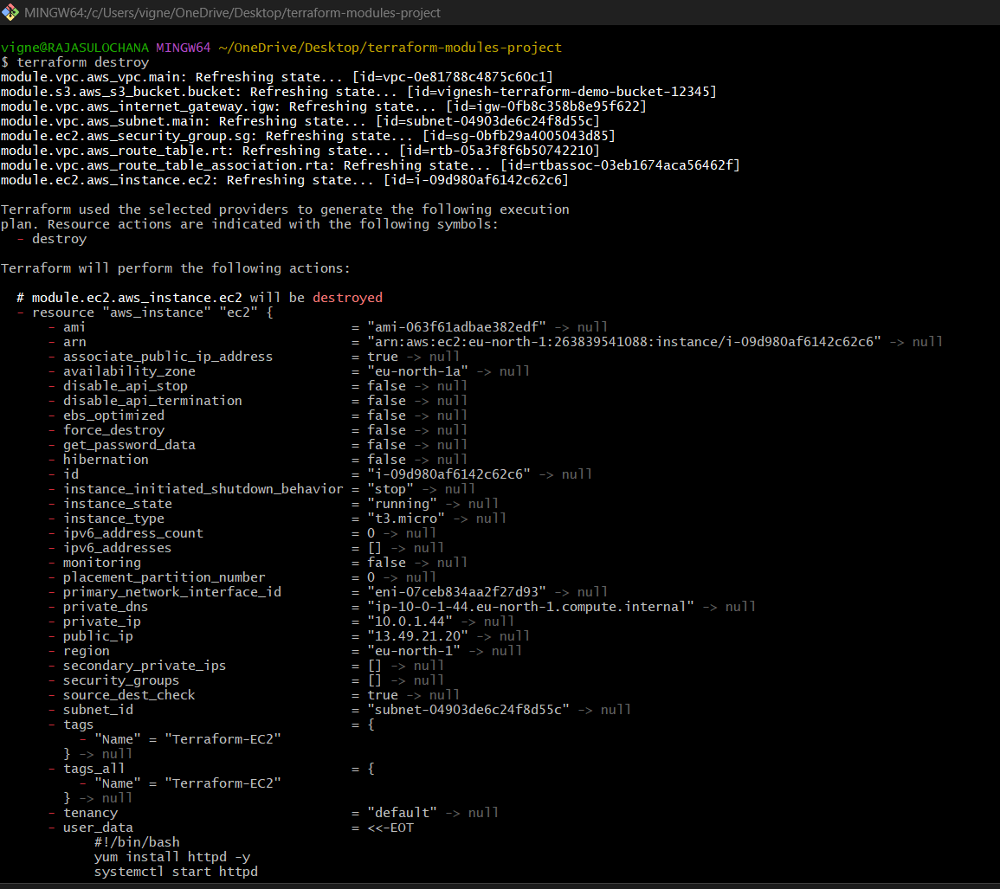 MINGW64:/c/Users/vigne/OneDrive/Desktop/terraform-modules-project
vigne@RAJASULOCHANA MINGW64 ~/OneDrive/Desktop/terraform-modules-project
$ terraform destroy
module.vpc.aws_vpc.main: Refreshing state... [id=vpc-0e81788c4875c60c1]
module.s3.aws_s3_bucket.bucket: Refreshing state... [id=vignesh-terraform-demo-bucket-12345]
module.vpc.aws_internet_gateway.igw: Refreshing state... [id=igw-0fb8c358b8e95f622]
module.vpc.aws_subnet.main: Refreshing state... [id=subnet-04903de6c24f8d55c]
module.ec2.aws_security_group.sg: Refreshing state... [id=sg-0bfb29a4005043d85]
module.vpc.aws_route_table.rt: Refreshing state... [id=rtb-05a3f8f6b50742210]
module.vpc.aws_route_table_association.rta: Refreshing state... [id=rtbassoc-03eb1674aca56462f]
module.ec2.aws_instance.ec2: Refreshing state... [id=i-09d980af6142c62c6]
Terraform used the selected providers to generate the following execution
plan. Resource actions are indicated with the following symbols:
  - destroy
Terraform will perform the following actions:
  # module.ec2.aws_instance.ec2 will be destroyed
  - resource "aws_instance" "ec2" {
      - ami                                  = "ami-063f61adbae382edf" -> null
      - arn                                  = "arn:aws:ec2:eu-north-1:263839541088:instance/i-09d980af6142c62c6" -> null
      - associate_public_ip_address          = true -> null
      - availability_zone                    = "eu-north-1a" -> null
      - disable_api_stop                     = false -> null
      - disable_api_termination              = false -> null
      - ebs_optimized                        = false -> null
      - force_destroy                        = false -> null
      - get_password_data                    = false -> null
      - hibernation                          = false -> null
      - id                                   = "i-09d980af6142c62c6" -> null
      - instance_initiated_shutdown_behavior = "stop" -> null
      - instance_state                       = "running" -> null
      - instance_type                        = "t3.micro" -> null
      - ipv6_address_count                   = 0 -> null
      - ipv6_addresses                       = [] -> null
      - monitoring                           = false -> null
      - placement_partition_number           = 0 -> null
      - primary_network_interface_id         = "eni-07ceb834aa2f27d93" -> null
      - private_dns                          = "ip-10-0-1-44.eu-north-1.compute.internal" -> null
      - private_ip                           = "10.0.1.44" -> null
      - public_ip                            = "13.49.21.20" -> null
      - region                               = "eu-north-1" -> null
      - secondary_private_ips                = [] -> null
      - security_groups                      = [] -> null
      - source_dest_check                    = true -> null
      - subnet_id                            = "subnet-04903de6c24f8d55c" -> null
      - tags                                 = {
          - "Name" = "Terraform-EC2"
        } -> null
      - tags_all                             = {
          - "Name" = "Terraform-EC2"
        } -> null
      - tenancy                              = "default" -> null
      - user_data                            = <<-EOT
            #!/bin/bash
            yum install httpd -y
            systemctl start httpd